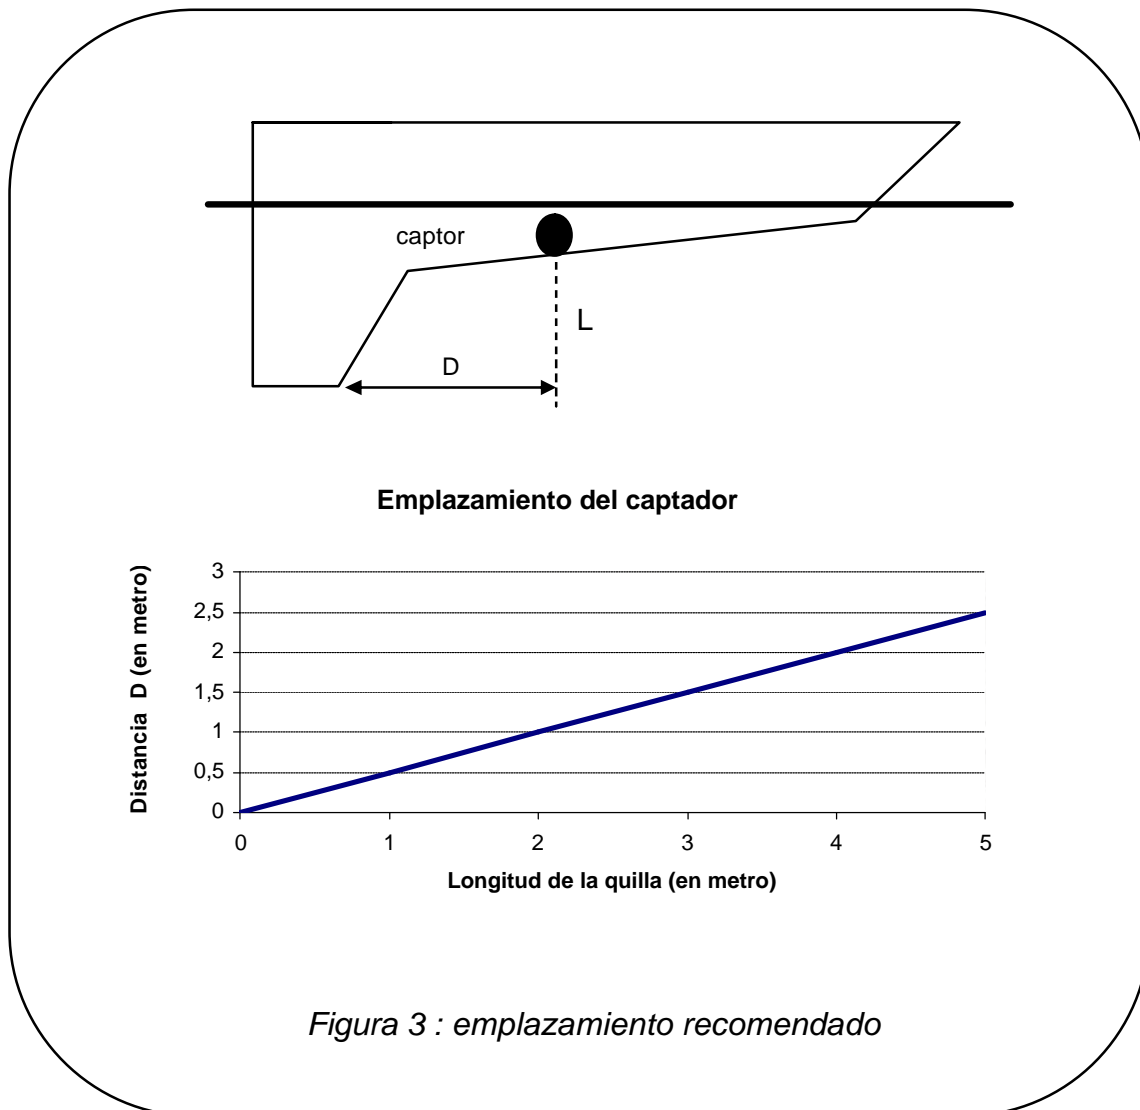 captor
L
D
Emplazamiento del captador
Distancia D (en metro)
3
2,5
2
1,5
1
0,5
0
0 1 2 3 4 5
Longitud de la quilla (en metro)
Figura 3 : emplazamiento recomendado